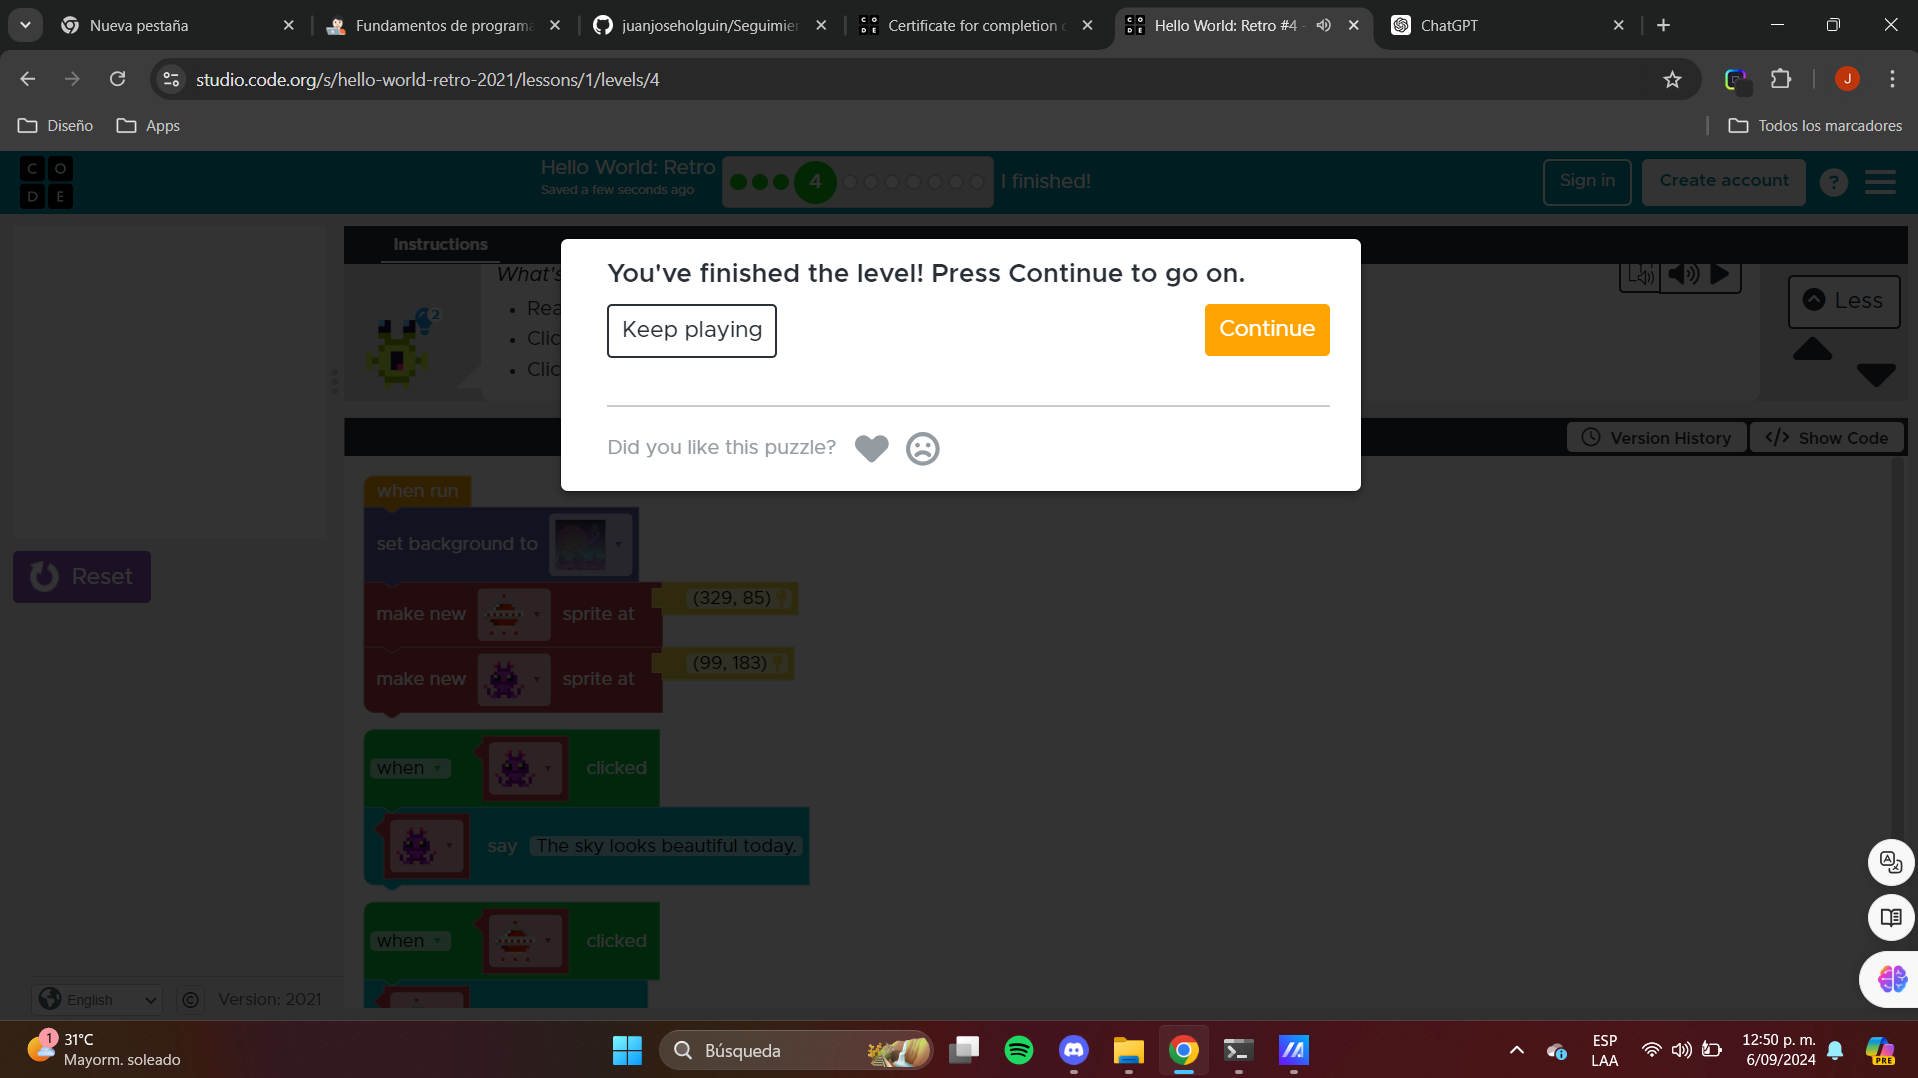 Nueva pestaña
Fundamentos de programa
juanjoseholguin/Seguimier
Certificate for completion
Hello World: Retro #4 -
ChatGPT
studio.code.org/s/hello-world-retro-2021/lessons/1/levels/4
J
Diseño
Apps
Todos los marcadores
C O
D E
Hello World: Retro
Saved a few seconds ago
4
I finished!
Sign in
Create account
?
Instructions
What's
Rea
Clic
Clic
2
Less
You've finished the level! Press Continue to go on.
Keep playing
Continue
Did you like this puzzle?
Version History
</> Show Code
Reset
when run
set background to
make new sprite at (329, 85)
make new sprite at (99, 183)
when clicked
say The sky looks beautiful today.
when clicked
English
© Version: 2021
1
31°C
Mayorm. soleado
Búsqueda
ESP
LAA
12:50 p. m.
6/09/2024
PRE